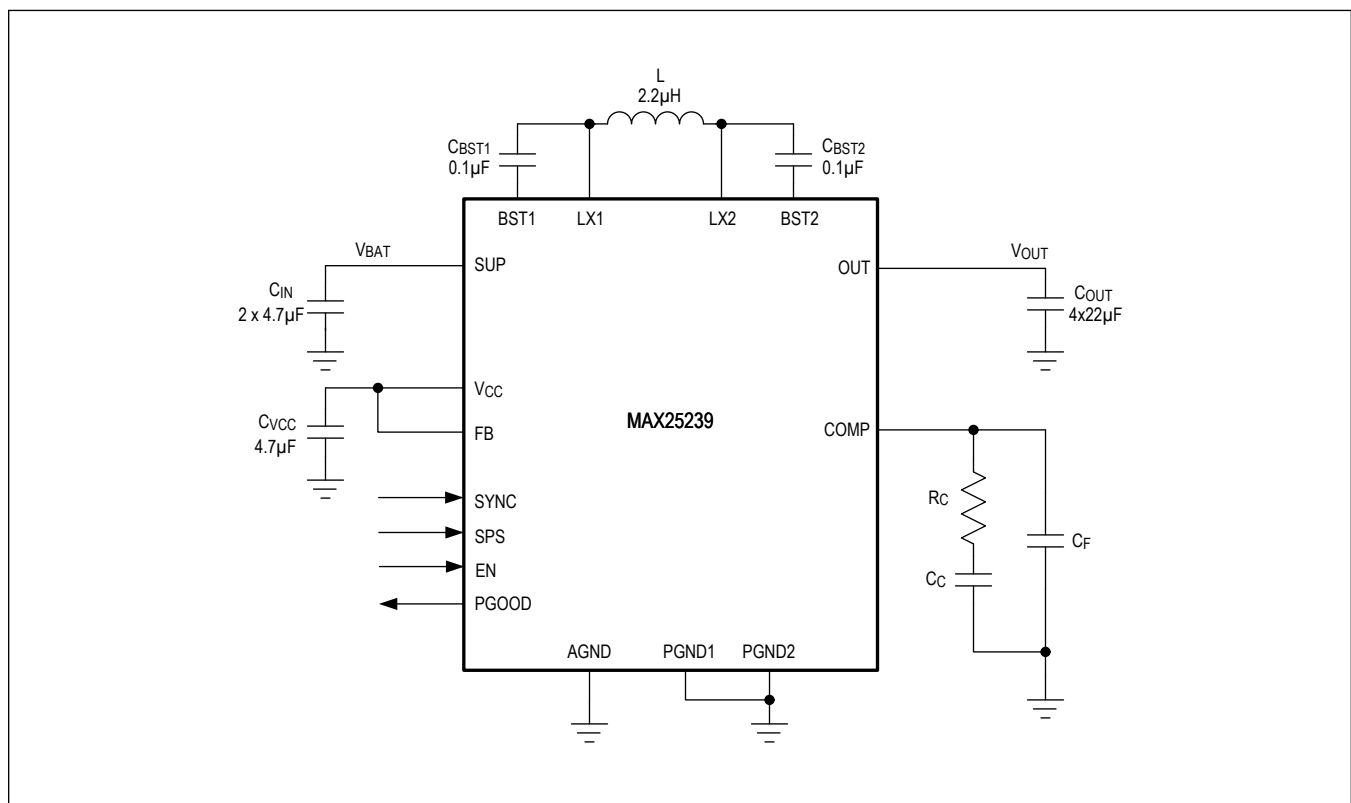 L
2.2µH
CBST1
0.1µF
CBST2
0.1µF
BST1
LX1
LX2
BST2
VBAT
SUP
OUT
VOUT
CIN
2 x 4.7µF
COUT
4x22µF
VCC
CVCC
4.7µF
FB
MAX25239
COMP
SYNC
SPS
EN
PGOOD
RC
CC
CF
AGND
PGND1
PGND2